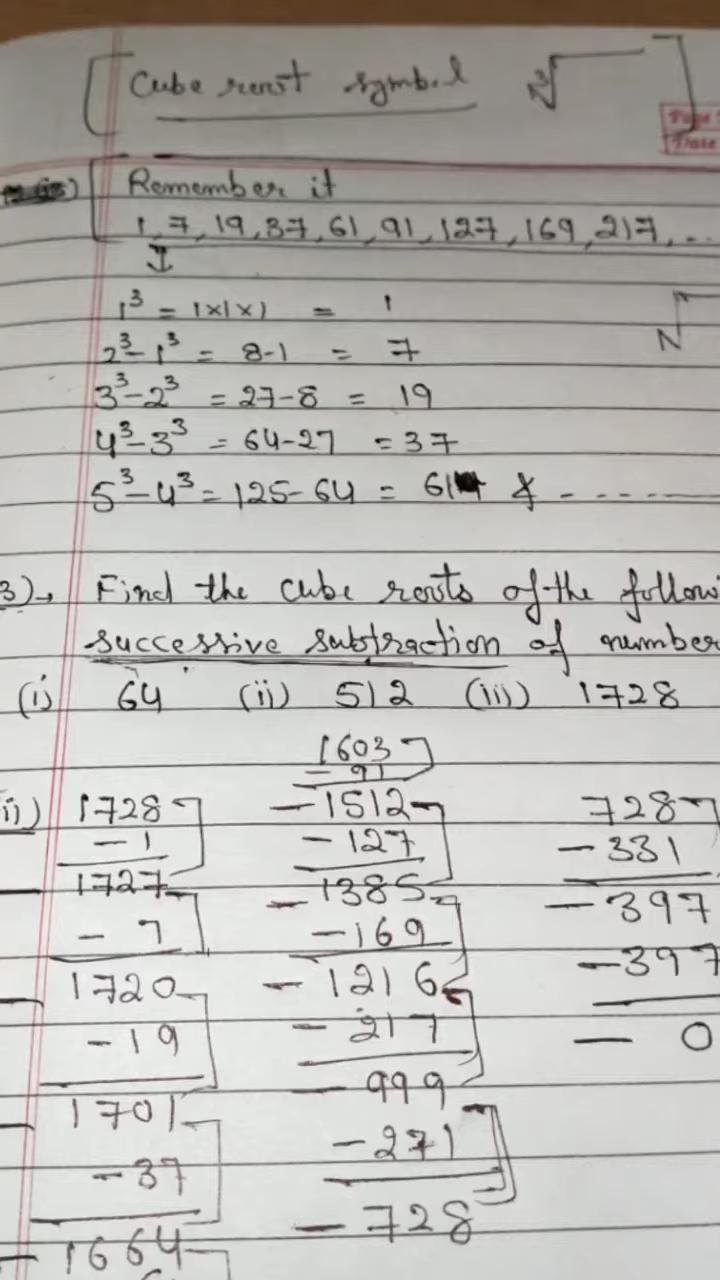 [Cube root symbol ∛ ]
Page
Date
Remember it
1, 7, 19, 37, 61, 91, 127, 169, 217, ..
1³ = 1×1×1 = 1
2³-1³ = 8-1 = 7
3³-2³ = 27-8 = 19
4³-3³ = 64-27 = 37
5³-4³ = 125-64 = 61 & - - - - - -
3)→ Find the cube roots of the followi
successive subtraction of number
(i) 64 (ii) 512 (iii) 1728
ii)
1728
-1
1727
- 7
1720
-19
1701
-37
1664
1603
- 91
- 1512
- 127
- 1385
- 169
- 1216
- 217
- 999
- 271
- 728
728
- 331
- 397
- 397
- 0